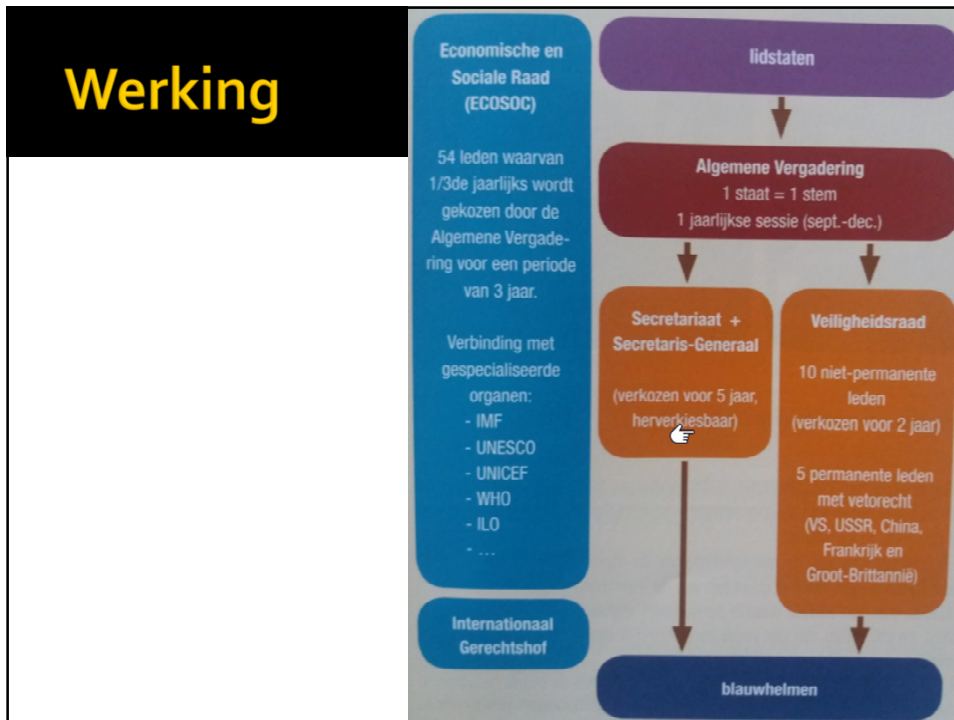 Werking
Economische en
Sociale Raad
(ECOSOC)
54 leden waarvan
1/3de jaarlijks wordt
gekozen door de
Algemene Vergade-
ring voor een periode
van 3 jaar.
Verbinding met
gespecialiseerde
organen:
- IMF
- UNESCO
- UNICEF
- WHO
- ILO
- ...
Internationaal
Gerechtshof
lidstaten
Algemene Vergadering
1 staat = 1 stem
1 jaarlijkse sessie (sept.-dec.)
Secretariaat +
Secretaris-Generaal
(verkozen voor 5 jaar,
herverkiesbaar)
Veiligheidsraad
10 niet-permanente
leden
(verkozen voor 2 jaar)
5 permanente leden
met vetorecht
(VS, USSR, China,
Frankrijk en
Groot-Brittannië)
blauwhelmen